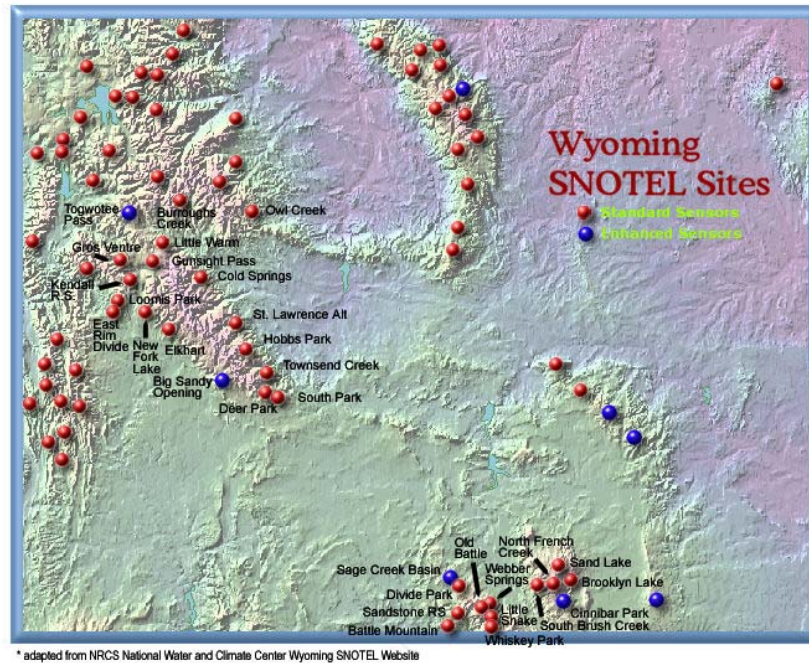 Wyoming
SNOTEL Sites
Standard Sensors
Enhanced Sensors
Togwotee
Pass
Burroughs
Creek
Owl Creek
Gros Ventre
Little Warm
Gunsight Pass
Cold Springs
Kendall
R.S.
Loomis Park
East
Rim
Divide
New
Fork
Lake
Elkhart
St. Lawrence Alt
Hobbs Park
Townsend Creek
Big Sandy
Opening
Deer Park
South Park
Old
Battle
North French
Creek
Sand Lake
Sage Creek Basin
Webber
Springs
Brooklyn Lake
Divide Park
Sandstone RS
Little
Snake
Cinnibar Park
South Brush Creek
Battle Mountain
Whiskey Park
* adapted from NRCS National Water and Climate Center Wyoming SNOTEL Website